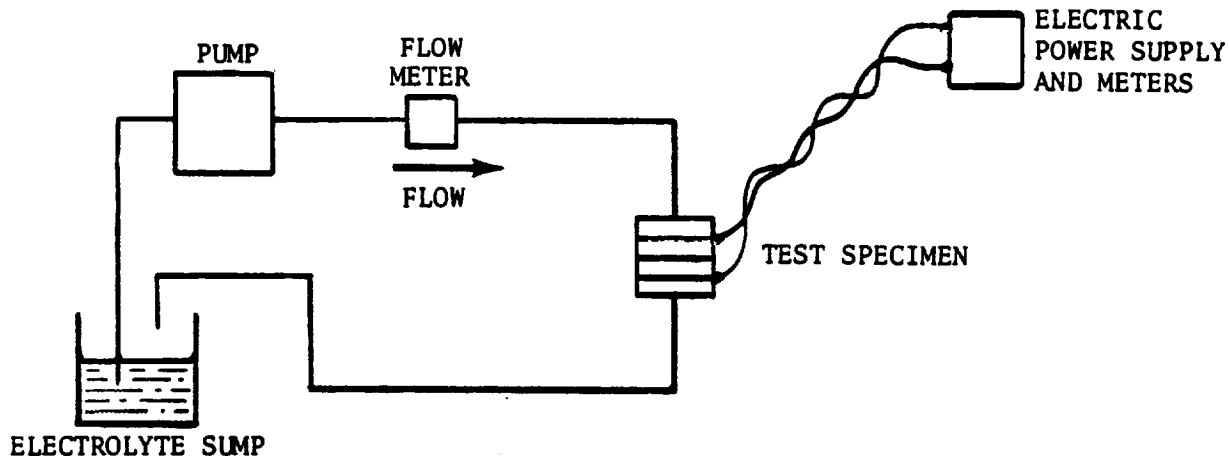 PUMP
FLOW
METER
FLOW
ELECTRIC
POWER SUPPLY
AND METERS
TEST SPECIMEN
ELECTROLYTE SUMP